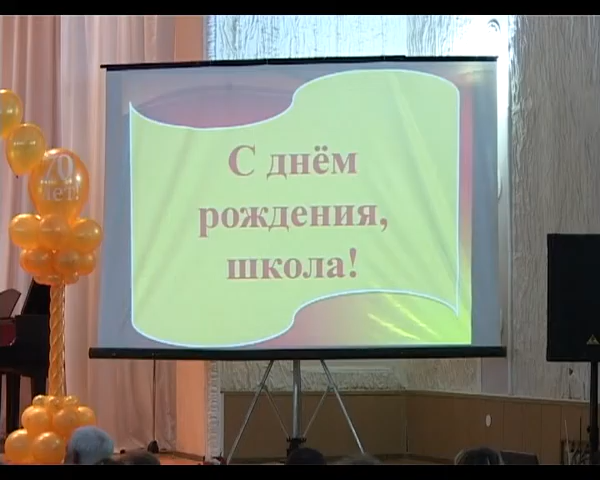 С днём
рождения,
школа!
70
лет!